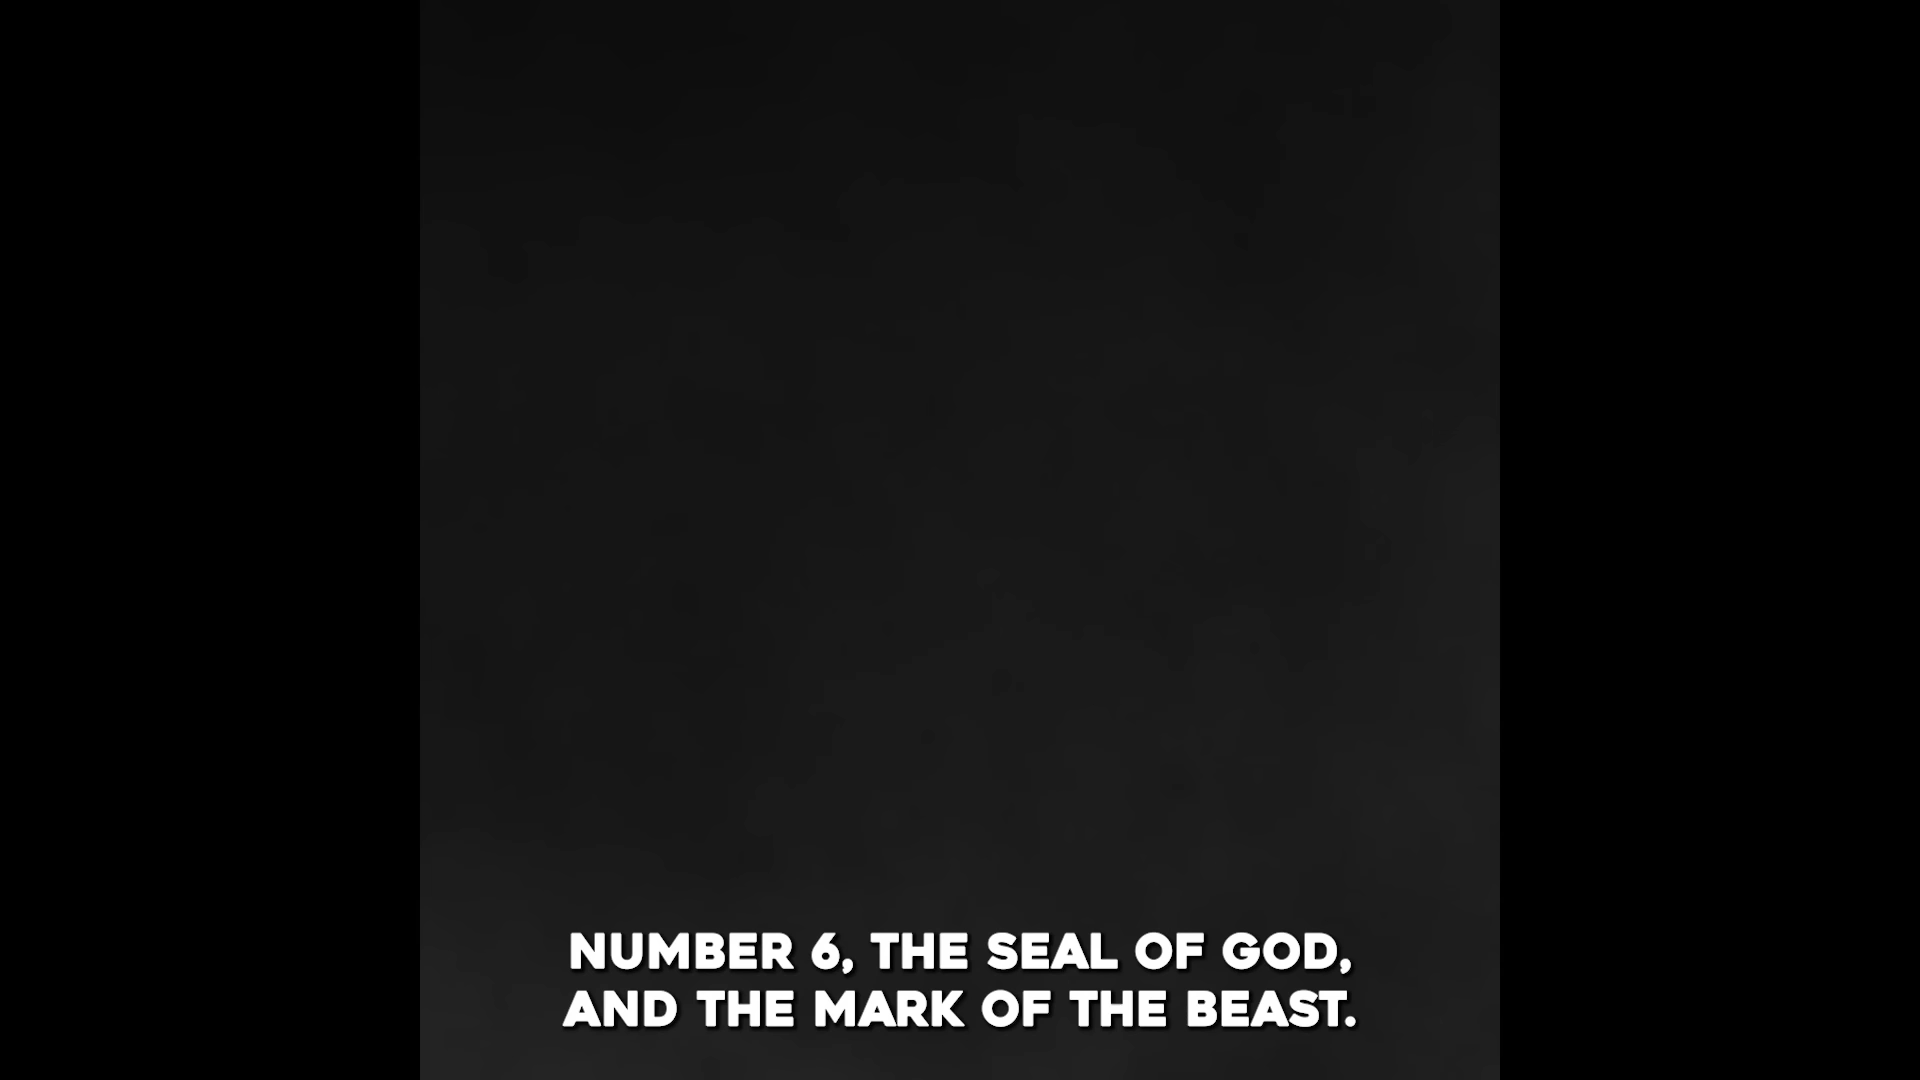 NUMBER 6, THE SEAL OF GOD,
AND THE MARK OF THE BEAST.